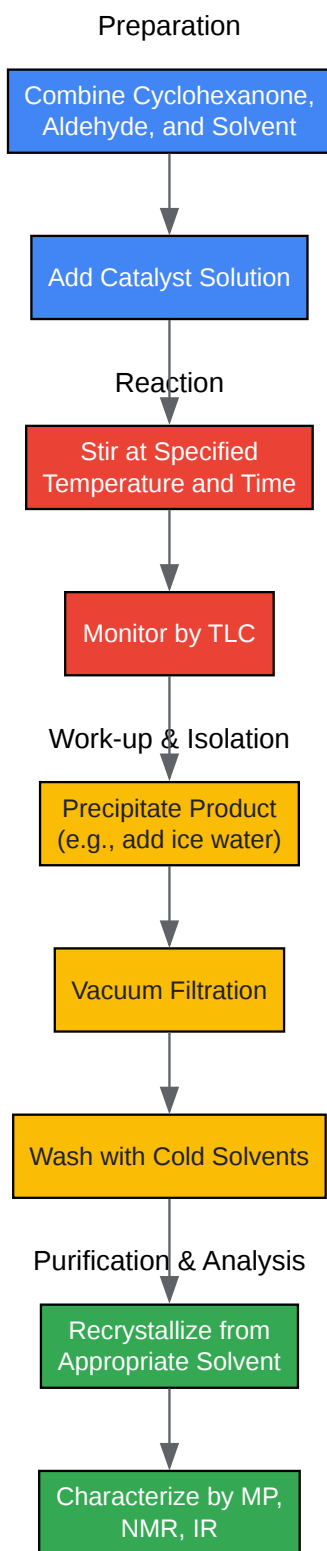 Preparation
Combine Cyclohexanone,
Aldehyde, and Solvent
Add Catalyst Solution
Reaction
Stir at Specified
Temperature and Time
Monitor by TLC
Work-up & Isolation
Precipitate Product
(e.g., add ice water)
Vacuum Filtration
Wash with Cold Solvents
Purification & Analysis
Recrystallize from
Appropriate Solvent
Characterize by MP,
NMR, IR